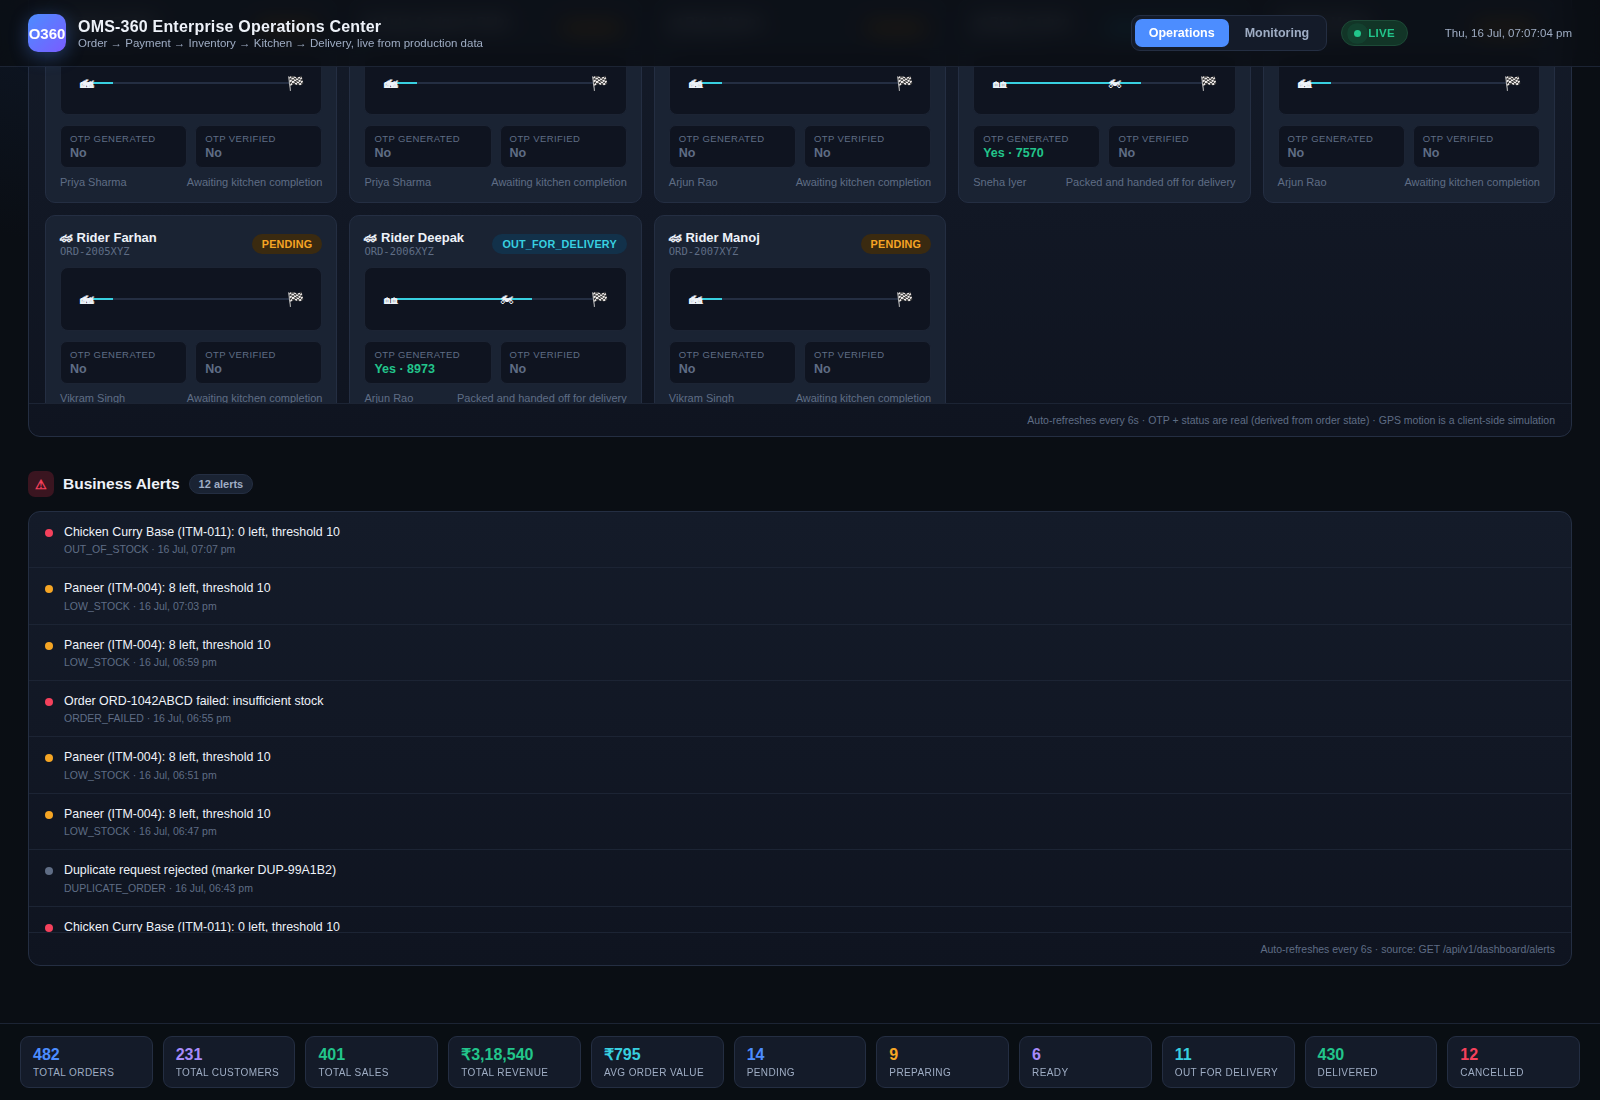 O360
OMS-360 Enterprise Operations Center
Order → Payment → Inventory → Kitchen → Delivery, live from production data
Operations
Monitoring
LIVE
Thu, 16 Jul, 07:07:04 pm
OTP GENERATED
No
OTP VERIFIED
No
Priya Sharma
Awaiting kitchen completion
OTP GENERATED
No
OTP VERIFIED
No
Priya Sharma
Awaiting kitchen completion
OTP GENERATED
No
OTP VERIFIED
No
Arjun Rao
Awaiting kitchen completion
OTP GENERATED
Yes · 7570
OTP VERIFIED
No
Sneha Iyer
Packed and handed off for delivery
OTP GENERATED
No
OTP VERIFIED
No
Arjun Rao
Awaiting kitchen completion
Rider Farhan
ORD-2005XYZ
PENDING
OTP GENERATED
No
OTP VERIFIED
No
Vikram Singh
Awaiting kitchen completion
Rider Deepak
ORD-2006XYZ
OUT_FOR_DELIVERY
OTP GENERATED
Yes · 8973
OTP VERIFIED
No
Arjun Rao
Packed and handed off for delivery
Rider Manoj
ORD-2007XYZ
PENDING
OTP GENERATED
No
OTP VERIFIED
No
Vikram Singh
Awaiting kitchen completion
Auto-refreshes every 6s · OTP + status are real (derived from order state) · GPS motion is a client-side simulation
Business Alerts
12 alerts
Chicken Curry Base (ITM-011): 0 left, threshold 10
OUT_OF_STOCK · 16 Jul, 07:07 pm
Paneer (ITM-004): 8 left, threshold 10
LOW_STOCK · 16 Jul, 07:03 pm
Paneer (ITM-004): 8 left, threshold 10
LOW_STOCK · 16 Jul, 06:59 pm
Order ORD-1042ABCD failed: insufficient stock
ORDER_FAILED · 16 Jul, 06:55 pm
Paneer (ITM-004): 8 left, threshold 10
LOW_STOCK · 16 Jul, 06:51 pm
Paneer (ITM-004): 8 left, threshold 10
LOW_STOCK · 16 Jul, 06:47 pm
Duplicate request rejected (marker DUP-99A1B2)
DUPLICATE_ORDER · 16 Jul, 06:43 pm
Chicken Curry Base (ITM-011): 0 left, threshold 10
Auto-refreshes every 6s · source: GET /api/v1/dashboard/alerts
482
TOTAL ORDERS
231
TOTAL CUSTOMERS
401
TOTAL SALES
₹3,18,540
TOTAL REVENUE
₹795
AVG ORDER VALUE
14
PENDING
9
PREPARING
6
READY
11
OUT FOR DELIVERY
430
DELIVERED
12
CANCELLED